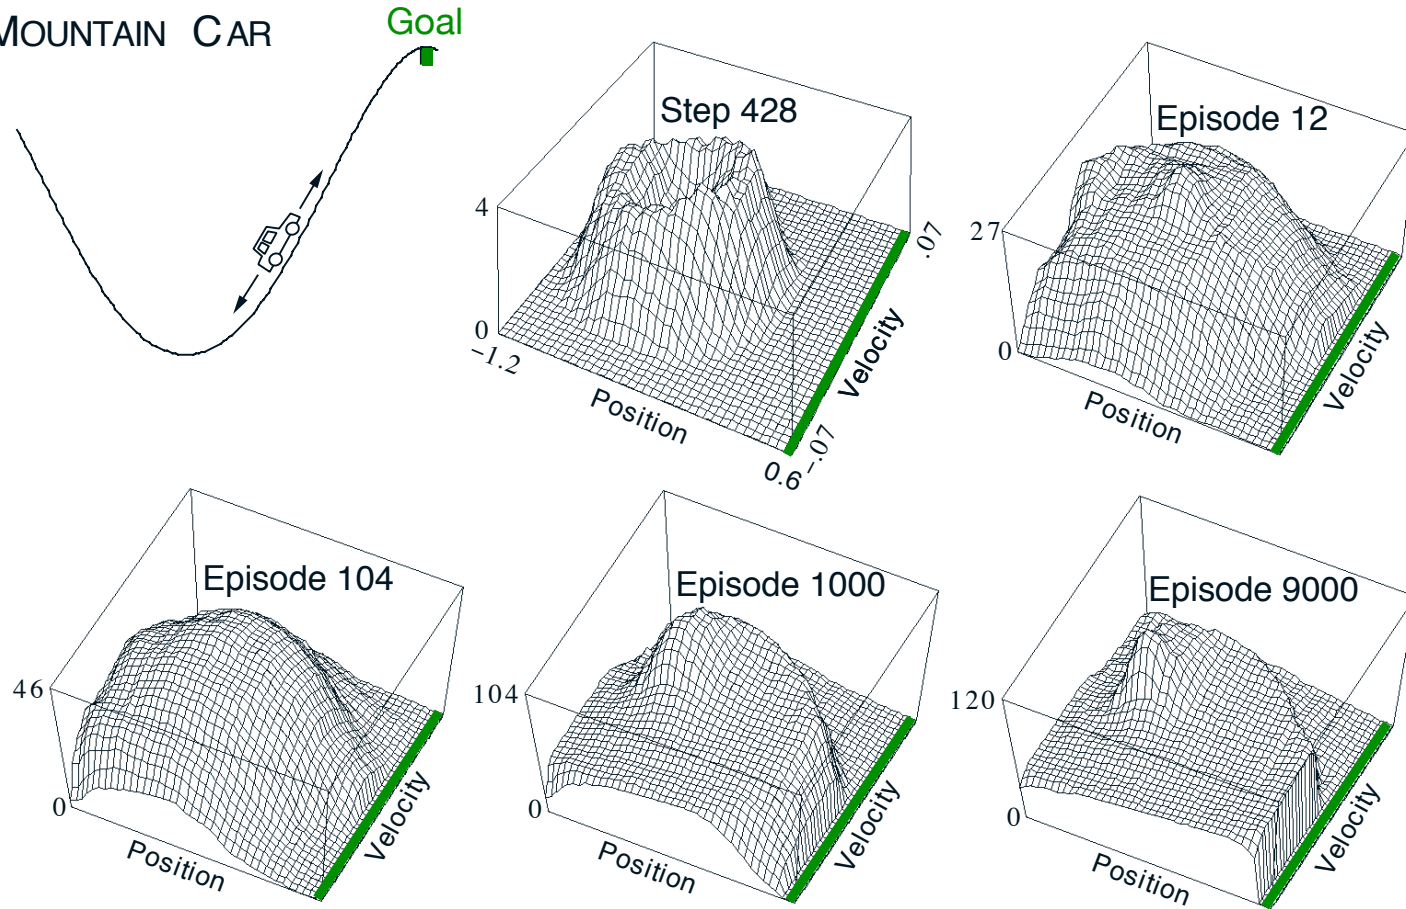 MOUNTAIN CAR
Goal
Step 428
4
0
−1.2
Position
0.6
−.07
Velocity
.07
Episode 12
27
0
Position
Velocity
Episode 104
46
0
Position
Velocity
Episode 1000
104
0
Position
Velocity
Episode 9000
120
0
Position
Velocity